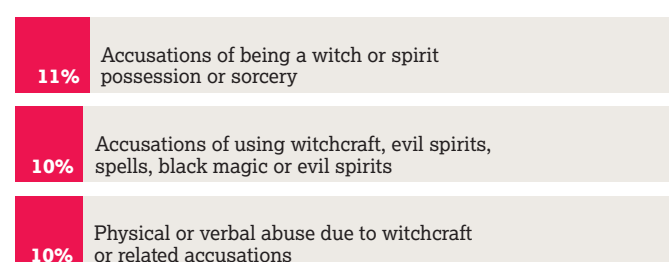 Accusations of being a witch or spirit
11% possession or sorcery
Accusations of using witchcraft, evil spirits,
10% spells, black magic or evil spirits
Physical or verbal abuse due to witchcraft
10% or related accusations